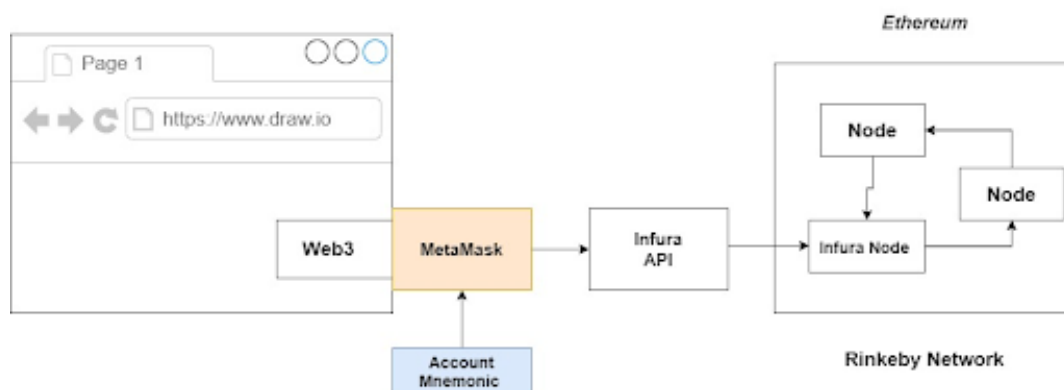 Ethereum
Page 1
https://www.draw.io
Node
Node
Web3
MetaMask
Infura
API
Infura Node
Account
Mnemonic
Rinkeby Network